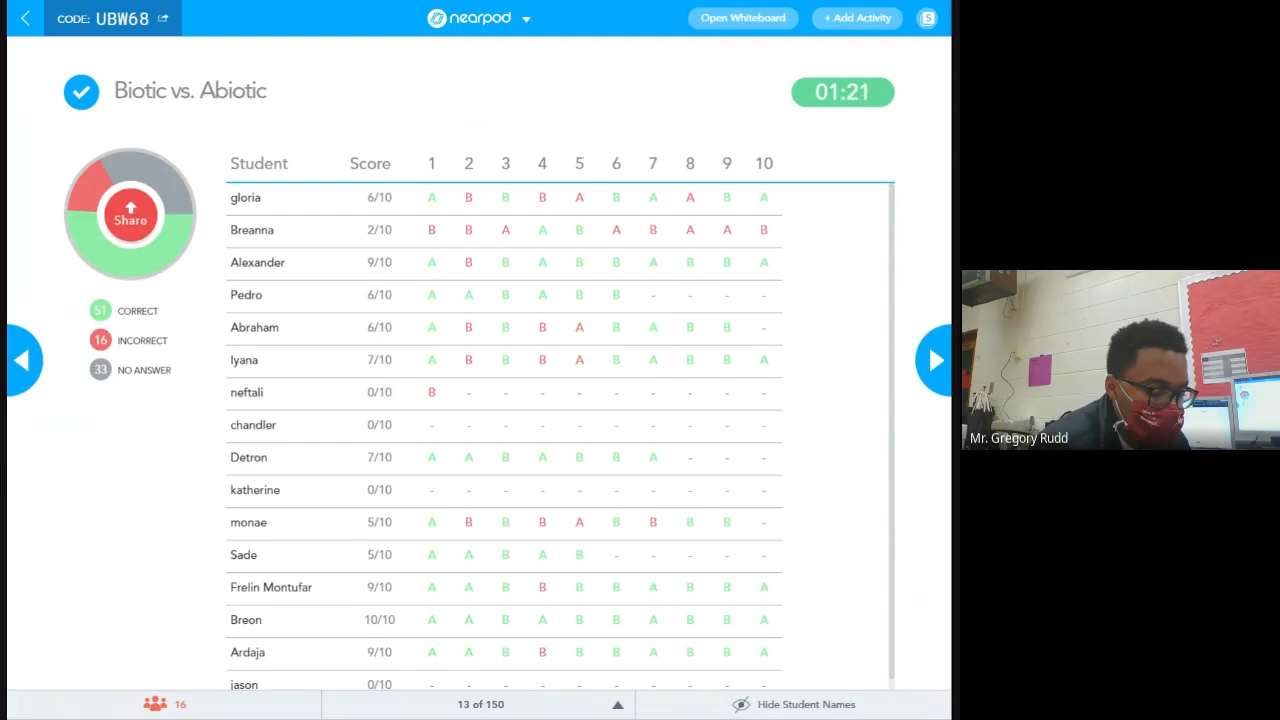 CODE: UBW68
nearpod
Open Whiteboard
+ Add Activity
S
Biotic vs. Abiotic
01:21
Share
51 CORRECT
16 INCORRECT
33 NO ANSWER
Student Score 1 2 3 4 5 6 7 8 9 10
gloria 6/10 A B B B A B A A B A
Breanna 2/10 B B A A B A B A A B
Alexander 9/10 A B B A B B A B B A
Pedro 6/10 A A B A B B - - - -
Abraham 6/10 A B B B A B A B B -
Iyana 7/10 A B B B A B A B B A
neftali 0/10 B - - - - - - - - -
chandler 0/10 - - - - - - - - - -
Detron 7/10 A A B A B B A - - -
katherine 0/10 - - - - - - - - - -
monae 5/10 A B B B A B B B B -
Sade 5/10 A A B A B - - - - -
Frelin Montufar 9/10 A A B B B B A B B A
Breon 10/10 A A B A B B A B B A
Ardaja 9/10 A A B B B B A B B A
jason 0/10 - - - - - - - - - -
16
13 of 150
Hide Student Names
Mr. Gregory Rudd